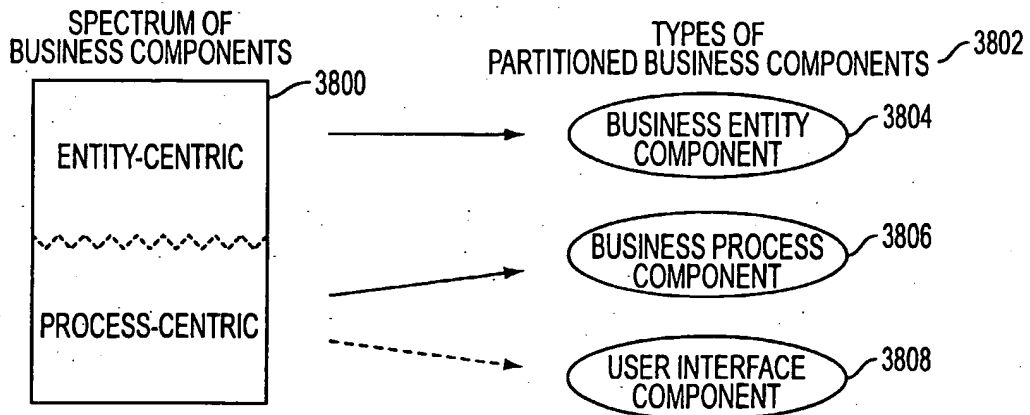 SPECTRUM OF
BUSINESS COMPONENTS
3800
ENTITY-CENTRIC
PROCESS-CENTRIC
TYPES OF
PARTITIONED BUSINESS COMPONENTS
3802
BUSINESS ENTITY
COMPONENT
3804
BUSINESS PROCESS
COMPONENT
3806
USER INTERFACE
COMPONENT
3808